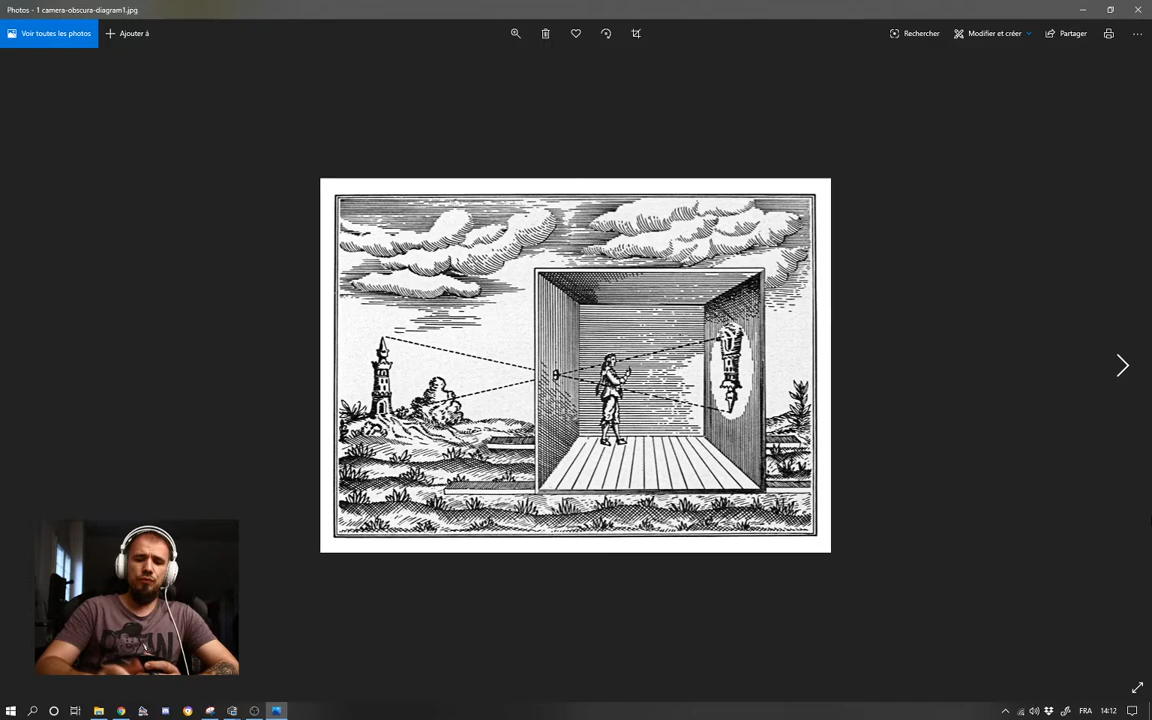 Photos - 1 camera-obscura-diagram1.jpg
Voir toutes les photos
Ajouter à
Rechercher
Modifier et créer
Partager
FRA
14:12